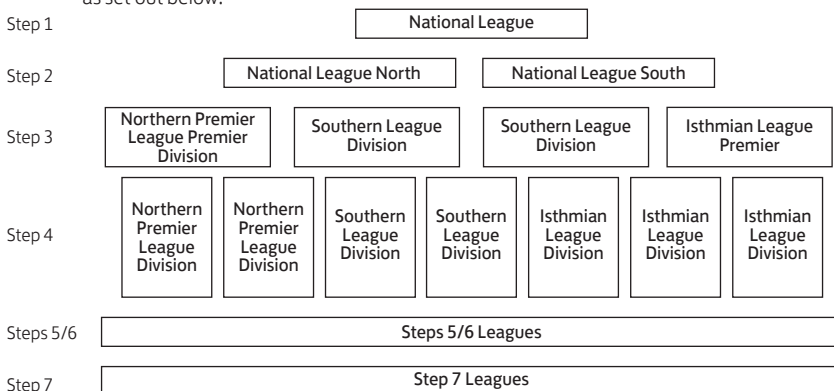 as set out below.
Step 1
National League
Step 2
National League North
National League South
Step 3
Northern Premier
League Premier
Division
Southern League
Division
Southern League
Division
Isthmian League
Premier
Step 4
Northern
Premier
League
Division
Northern
Premier
League
Division
Southern
League
Division
Southern
League
Division
Isthmian
League
Division
Isthmian
League
Division
Isthmian
League
Division
Steps 5/6
Steps 5/6 Leagues
Step 7
Step 7 Leagues